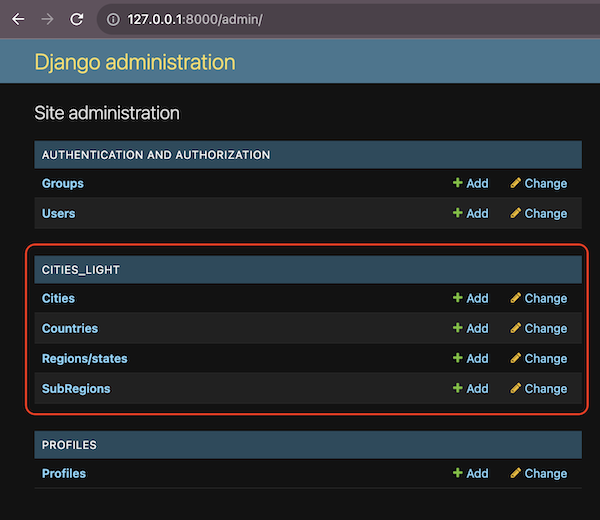 127.0.0.1:8000/admin/
Django administration
Site administration
AUTHENTICATION AND AUTHORIZATION
Groups Add Change
Users Add Change
CITIES_LIGHT
Cities Add Change
Countries Add Change
Regions/states Add Change
SubRegions Add Change
PROFILES
Profiles Add Change